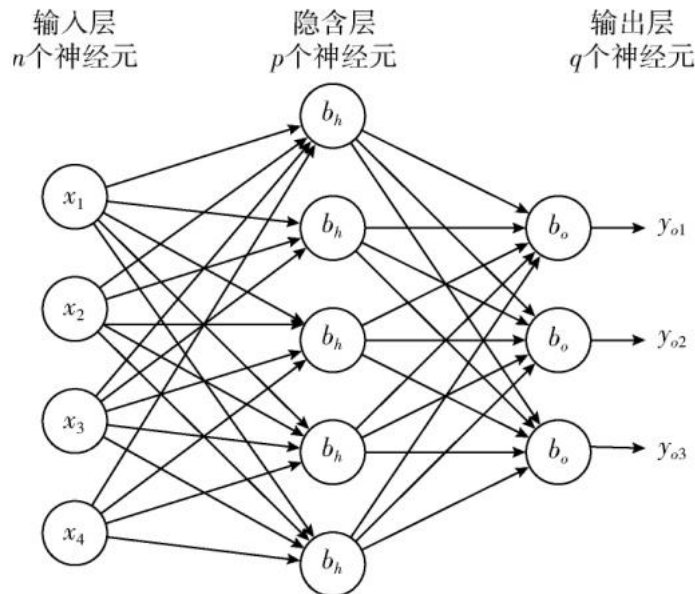 输入层
n个神经元
隐含层
p个神经元
输出层
q个神经元
x₁
x₂
x₃
x₄
bₕ
bₕ
bₕ
bₕ
bₕ
bₒ
bₒ
bₒ
yₒ₁
yₒ₂
yₒ₃